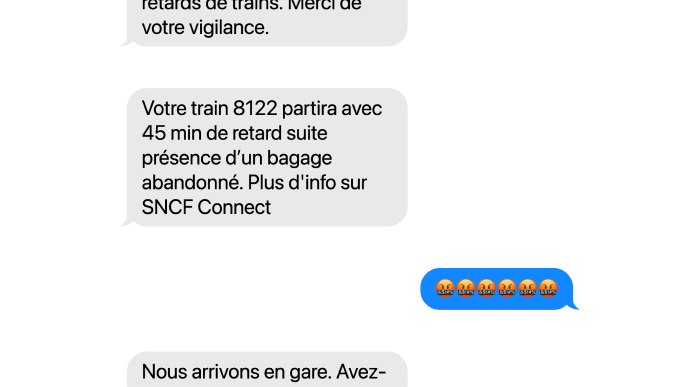 retards de trains. Merci de
votre vigilance.
Votre train 8122 partira avec
45 min de retard suite
présence d’un bagage
abandonné. Plus d'info sur
SNCF Connect
🤬🤬🤬🤬🤬🤬
Nous arrivons en gare. Avez-